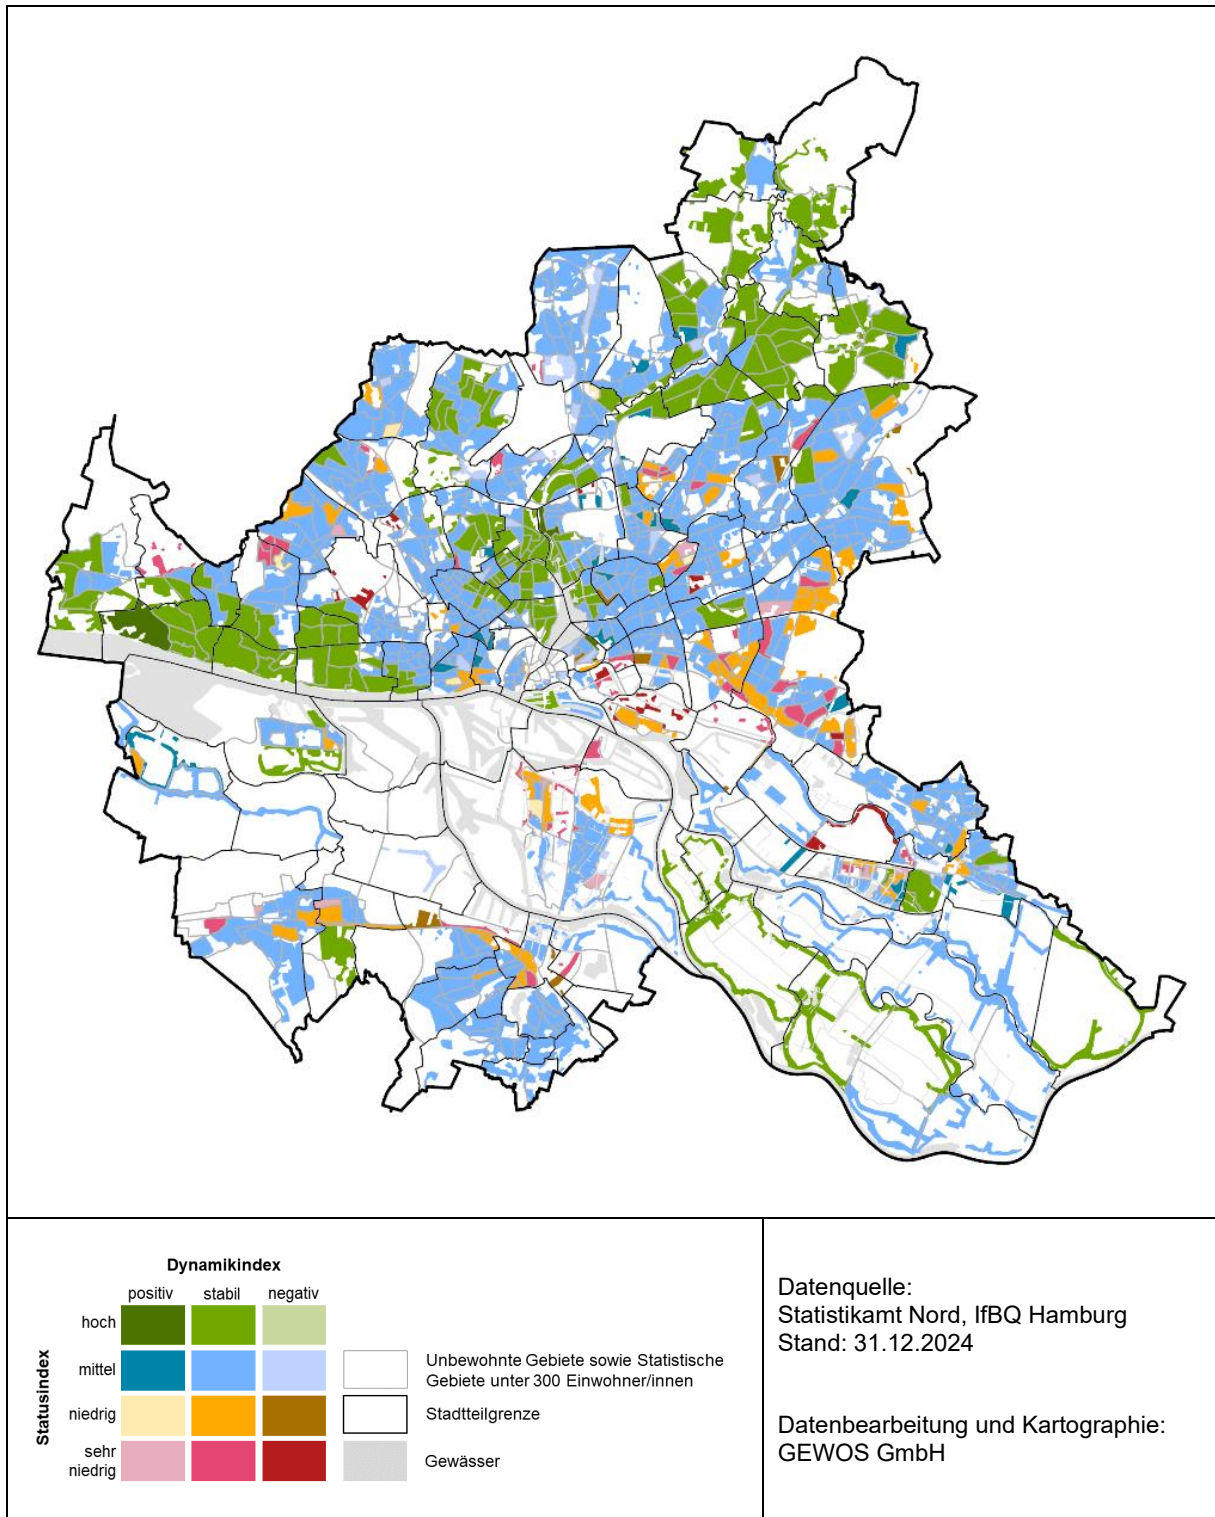 Dynamikindex
positiv stabil negativ
Statusindex
hoch
mittel
niedrig
sehr
niedrig
Unbewohnte Gebiete sowie Statistische
Gebiete unter 300 Einwohner/innen
Stadtteilgrenze
Gewässer
Datenquelle:
Statistikamt Nord, IfBQ Hamburg
Stand: 31.12.2024
Datenbearbeitung und Kartographie:
GEWOS GmbH